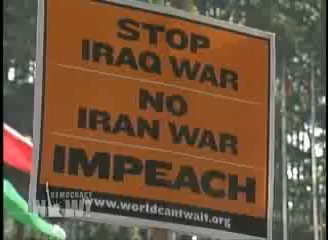 STOP
IRAQ WAR
NO
IRAN WAR
IMPEACH
www.worldcantwait.org
DEMOCRACY
NOW!